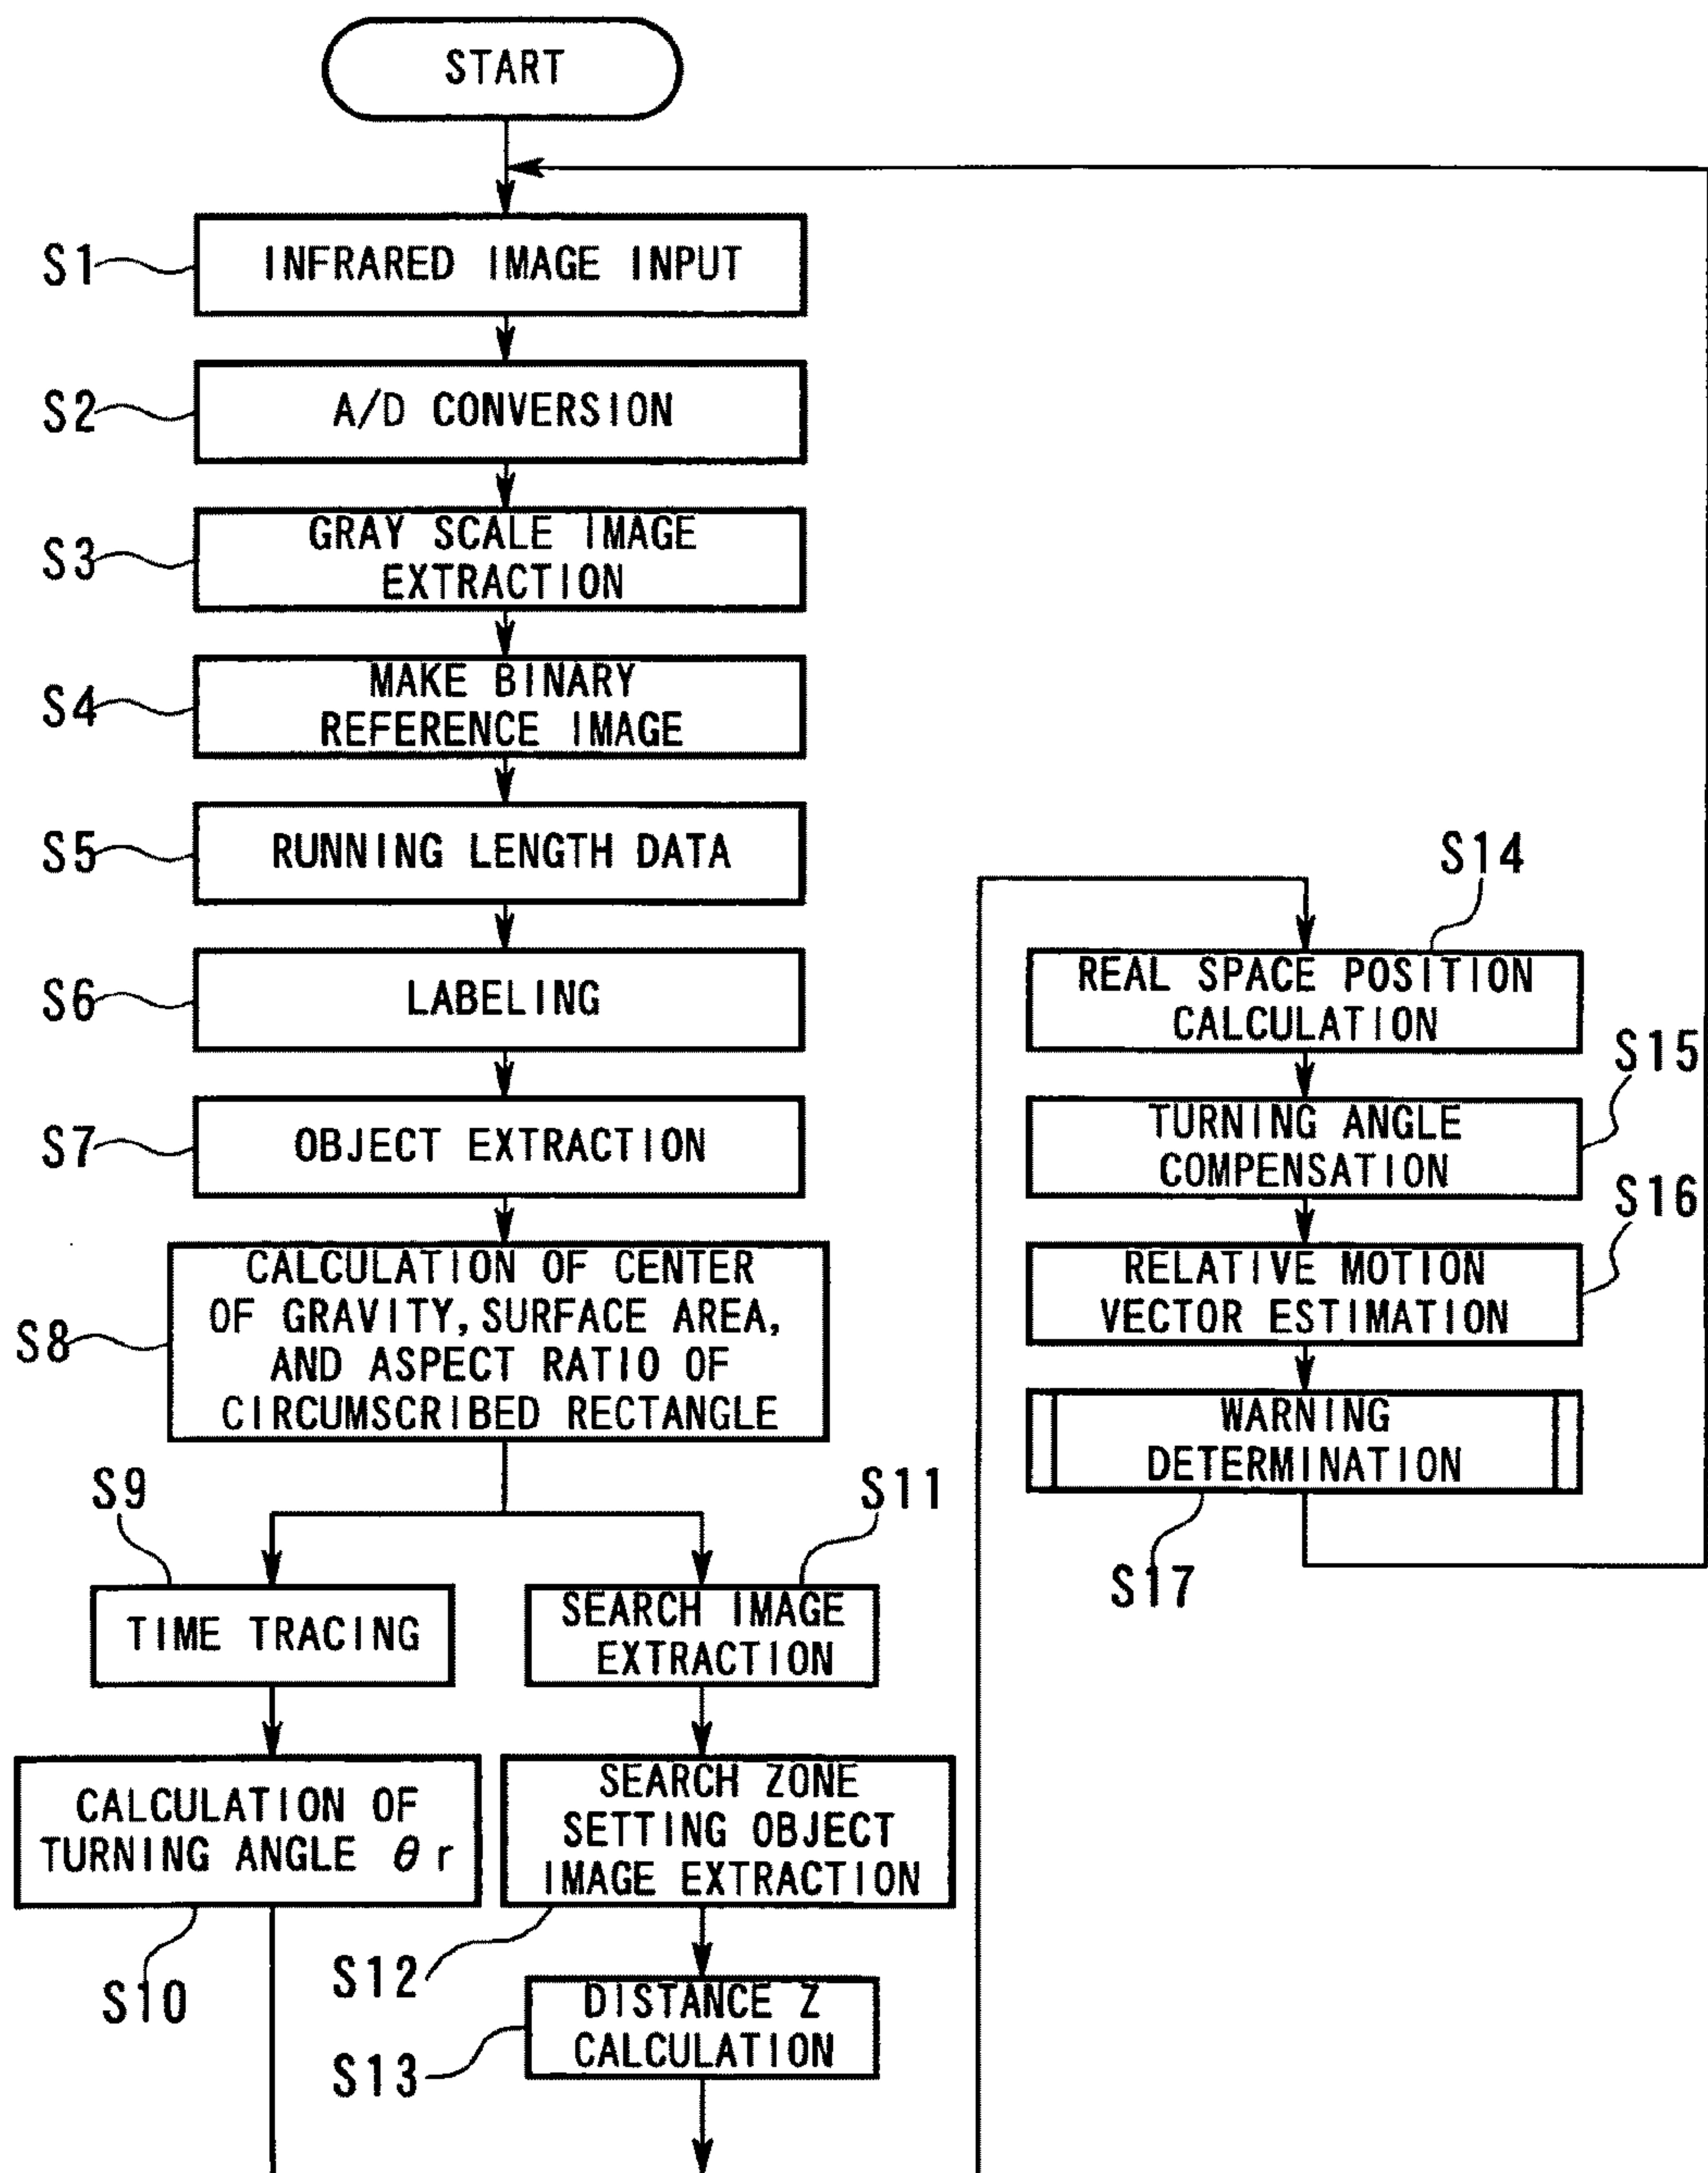 START
S1
INFRARED IMAGE INPUT
S2
A/D CONVERSION
S3
GRAY SCALE IMAGE
EXTRACTION
S4
MAKE BINARY
REFERENCE IMAGE
S5
RUNNING LENGTH DATA
S6
LABELING
S7
OBJECT EXTRACTION
S8
CALCULATION OF CENTER
OF GRAVITY, SURFACE AREA,
AND ASPECT RATIO OF
CIRCUMSCRIBED RECTANGLE
S9
TIME TRACING
CALCULATION OF
TURNING ANGLE θ r
S10
S11
SEARCH IMAGE
EXTRACTION
SEARCH ZONE
SETTING OBJECT
IMAGE EXTRACTION
S12
DISTANCE Z
CALCULATION
S13
S14
REAL SPACE POSITION
CALCULATION
S15
TURNING ANGLE
COMPENSATION
S16
RELATIVE MOTION
VECTOR ESTIMATION
WARNING
DETERMINATION
S17